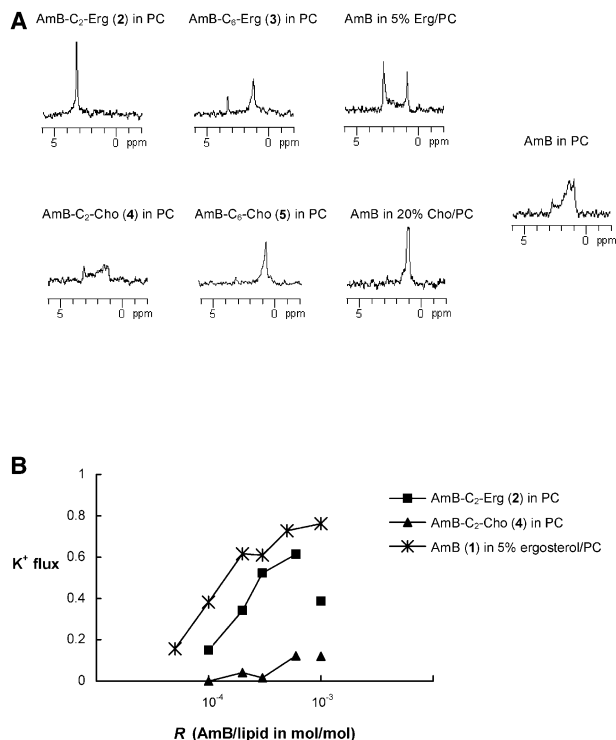 A
AmB-C2-Erg (2) in PC
AmB-C6-Erg (3) in PC
AmB in 5% Erg/PC
5 0 ppm
5 0 ppm
5 0 ppm
AmB in PC
5 0 ppm
AmB-C2-Cho (4) in PC
AmB-C6-Cho (5) in PC
AmB in 20% Cho/PC
5 0 ppm
5 0 ppm
5 0 ppm
B
1
0.8
0.6
0.4
0.2
0
K+ flux
10-4
10-3
R (AmB/lipid in mol/mol)
AmB-C2-Erg (2) in PC
AmB-C2-Cho (4) in PC
AmB (1) in 5% ergosterol/PC